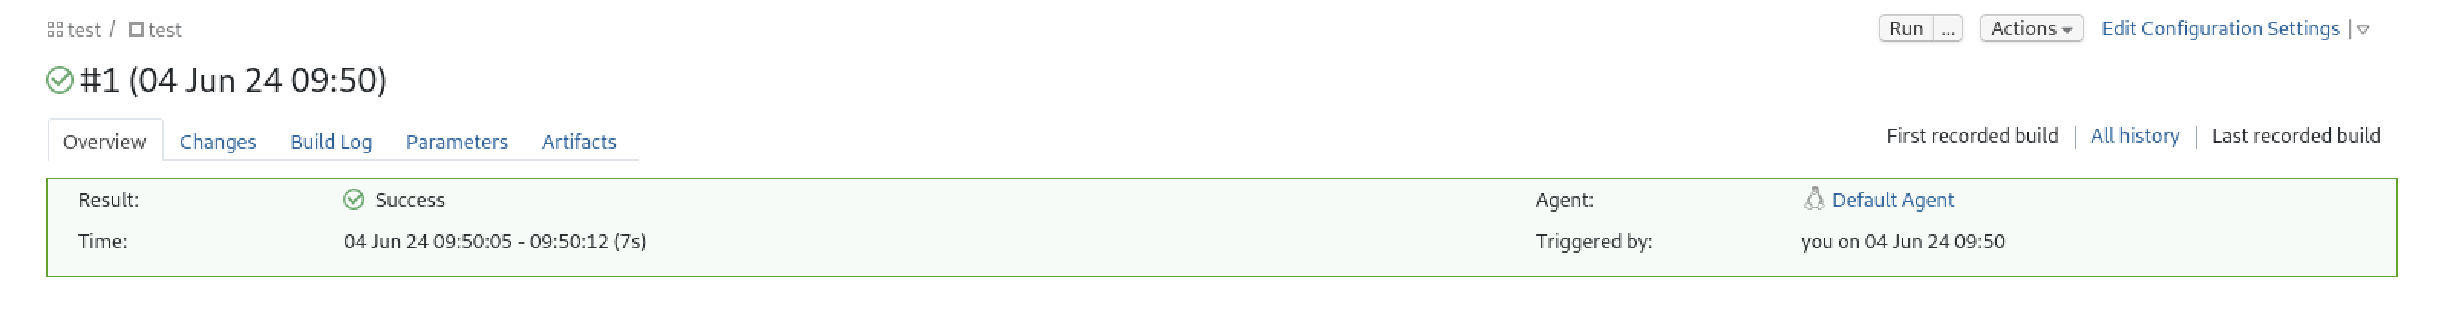 test / test
Run ... Actions Edit Configuration Settings |
#1 (04 Jun 24 09:50)
Overview Changes Build Log Parameters Artifacts
First recorded build | All history | Last recorded build
Result: Success Agent: Default Agent
Time: 04 Jun 24 09:50:05 - 09:50:12 (7s) Triggered by: you on 04 Jun 24 09:50